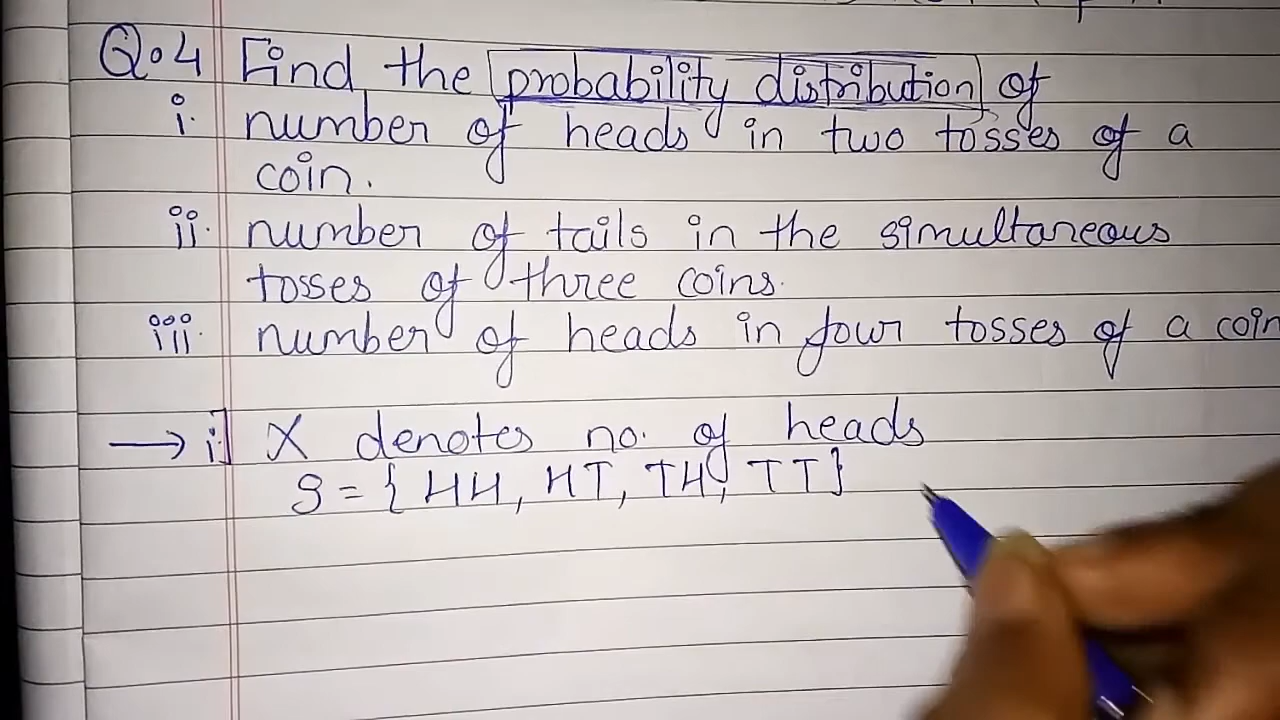 Q.4 Find the probability distribution of
i. number of heads in two tosses of a
coin.
ii. number of tails in the simultaneous
tosses of three coins.
iii. number of heads in four tosses of a coin
→ i] X denotes no. of heads
S = { HH, HT, TH, TT}